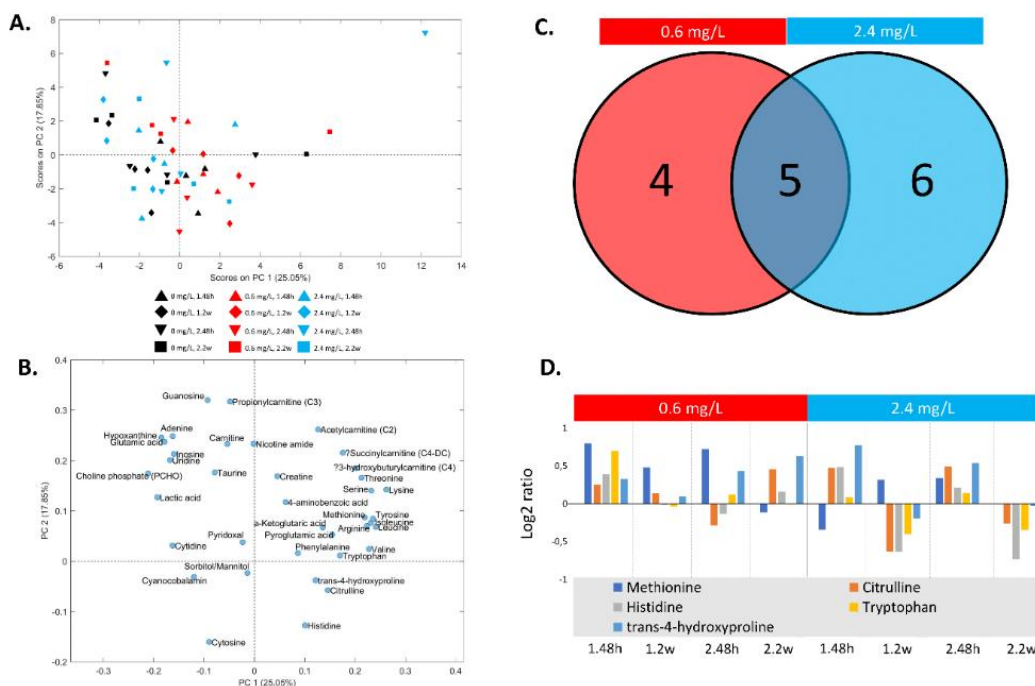 A.
8
6
4
2
0
-2
-4
-6
Scores on PC 2 (17.85%)
-6 -4 -2 0 2 4 6 8 10 12 14
Scores on PC 1 (25.05%)
0 mg/L, 1.48h 0.6 mg/L, 1.48h 2.4 mg/L, 1.48h
0 mg/L, 1.2w 0.6 mg/L, 1.2w 2.4 mg/L, 1.2w
0 mg/L, 2.48h 0.6 mg/L, 2.48h 2.4 mg/L, 2.48h
0 mg/L, 2.2w 0.6 mg/L, 2.2w 2.4 mg/L, 2.2w
B.
0.4
0.3
0.2
0.1
0
-0.1
-0.2
PC 2 (17.85%)
Guanosine
Propionylcarnitine (C3)
Adenine
Hypoxanthine
Glutamic acid
Carnitine
Nicotine amide
Acetylcarnitine (C2)
Inosine
Uridine
?Succinylcarnitine (C4-DC)
Choline phosphate (PCHO)
Taurine
Creatine
?3-hydroxybuturylcarnitine (C4)
Threonine
Serine
Lysine
Lactic acid
4-aminobenzoic acid
Methionine
Tyrosine
a-Ketoglutaric acid
Isoleucine
Arginine
Leucine
Pyroglutamic acid
Pyridoxal
Cytidine
Phenylalanine
Valine
Tryptophan
Sorbitol/Mannitol
Cyanocobalamin
trans-4-hydroxyproline
Citrulline
Histidine
Cytosine
-0.3 -0.2 -0.1 0 0.1 0.2 0.3 0.4
PC 1 (25.05%)
C.
0.6 mg/L 2.4 mg/L
4 5 6
D.
0.6 mg/L 2.4 mg/L
1
0,5
0
-0,5
-1
Log2 ratio
Methionine Citrulline
Histidine Tryptophan
trans-4-hydroxyproline
1.48h 1.2w 2.48h 2.2w 1.48h 1.2w 2.48h 2.2w